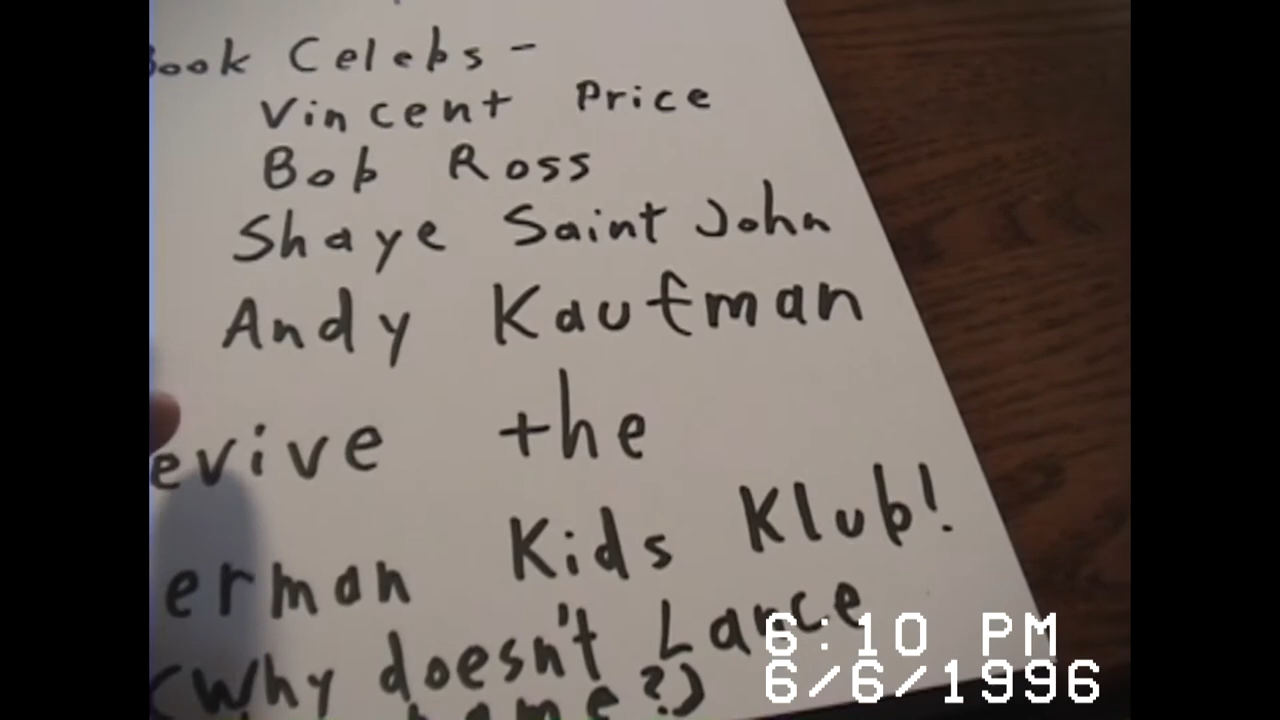 Book Celebs -
Vincent Price
Bob Ross
Shaye Saint John
Andy Kaufman
evive the
erman Kids Klub!
(Why doesn't Lance
?)
6:10 PM
6/6/1996